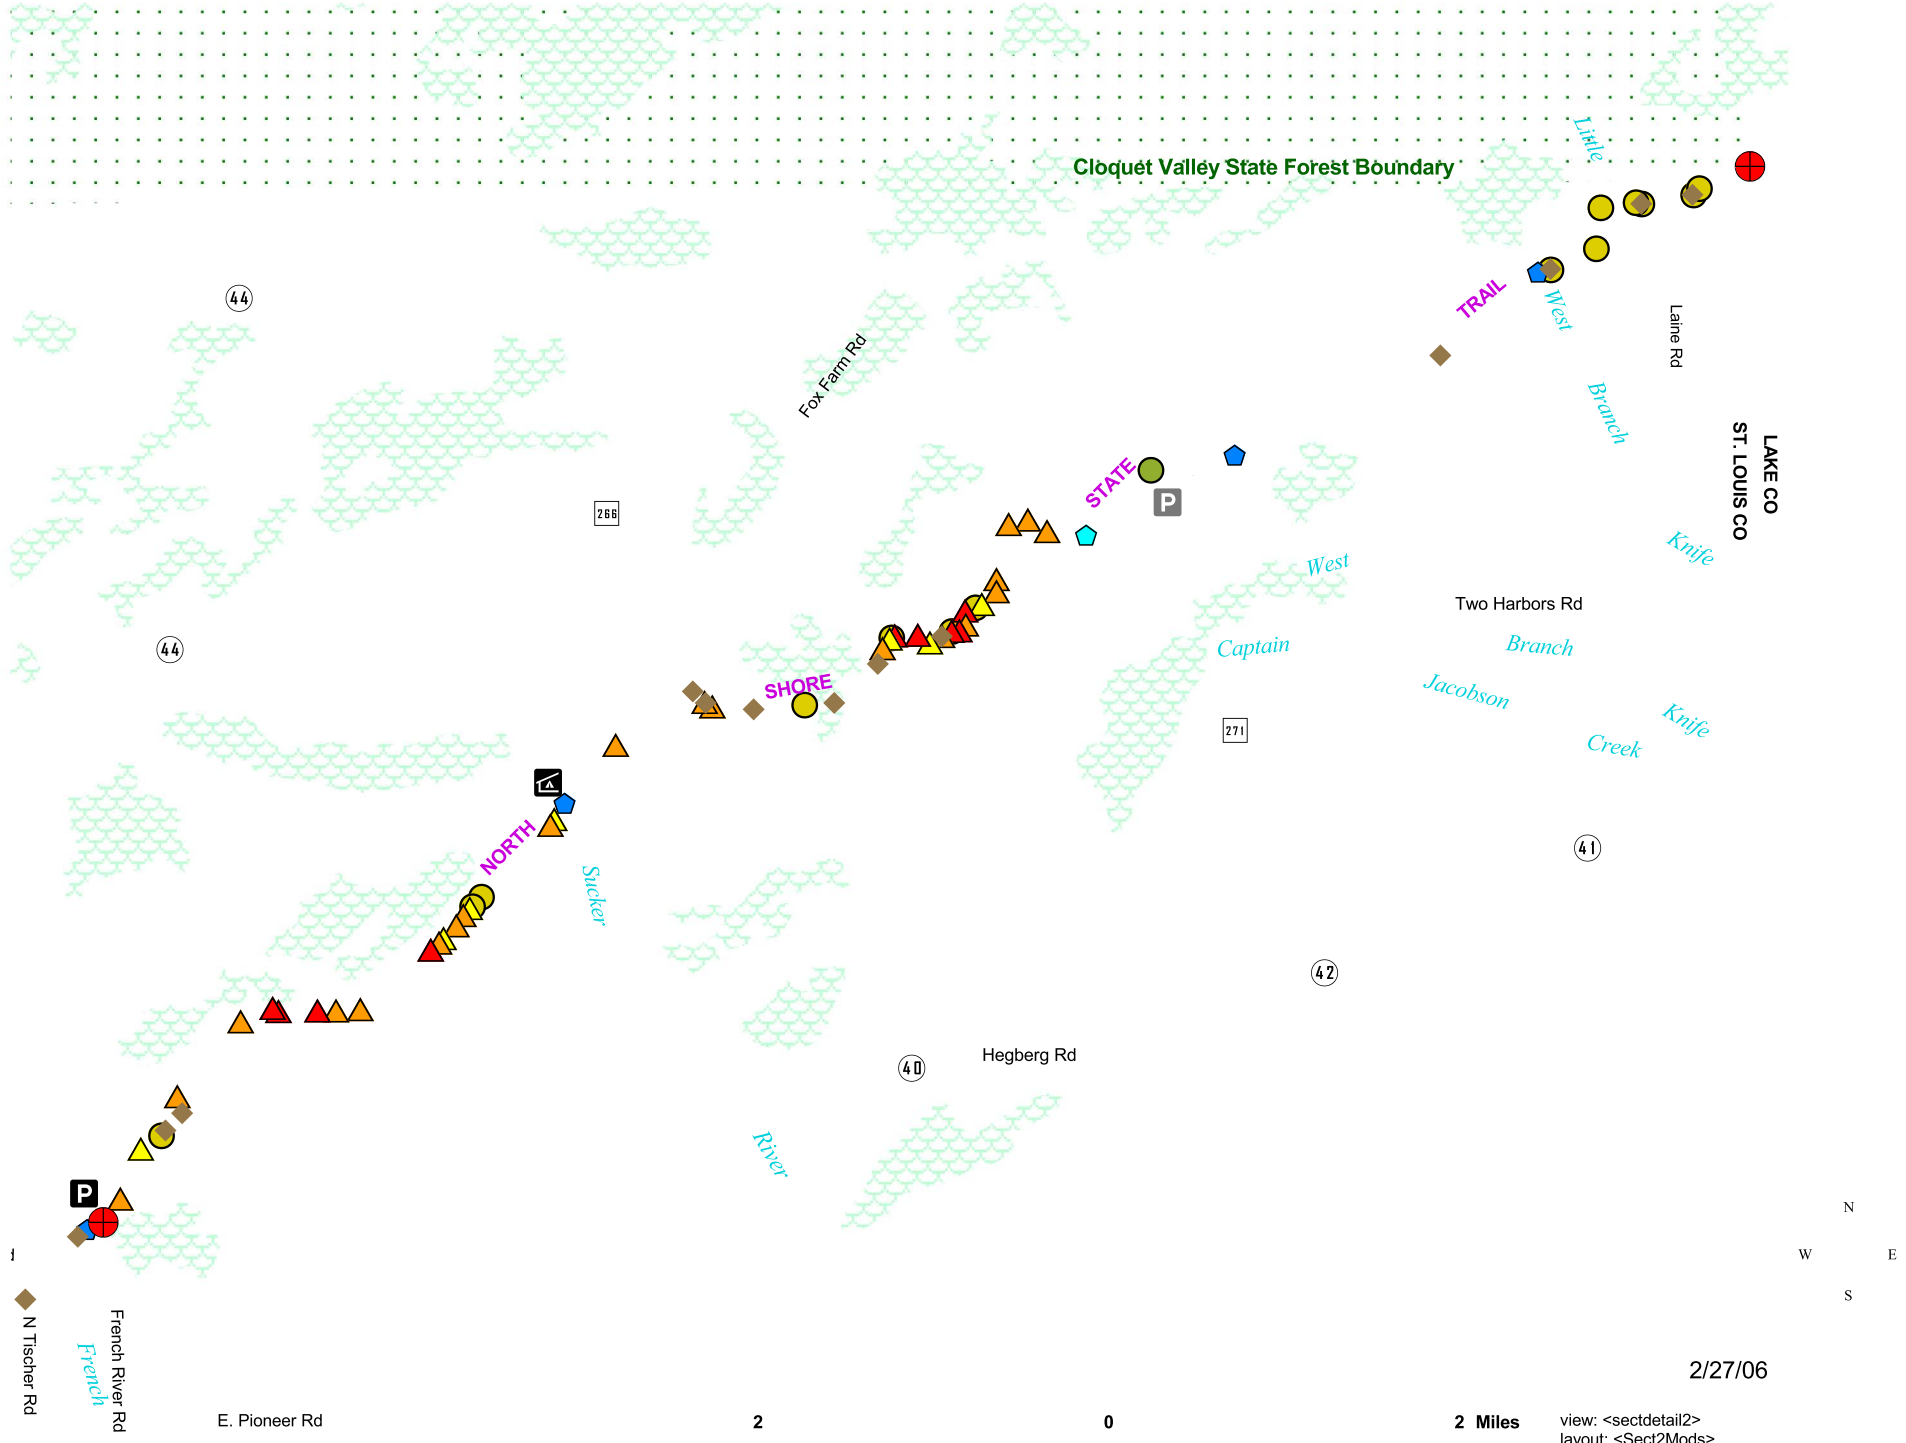 Little
Cloquet Valley State Forest Boundary
44
TRAIL
West
Laine Rd
Fox Farm Rd
Branch
LAKE CO
ST. LOUIS CO
STATE
P
266
Knife
West
Two Harbors Rd
44
Captain
Branch
SHORE
Jacobson
Knife
271
Creek
NORTH
41
Sucker
42
40
Hegberg Rd
River
P
N
W E
S
N Tischer Rd
French River Rd
French
2/27/06
E. Pioneer Rd
2 0 2 Miles
view: <sectdetail2>
layout: <Sect2Mods>